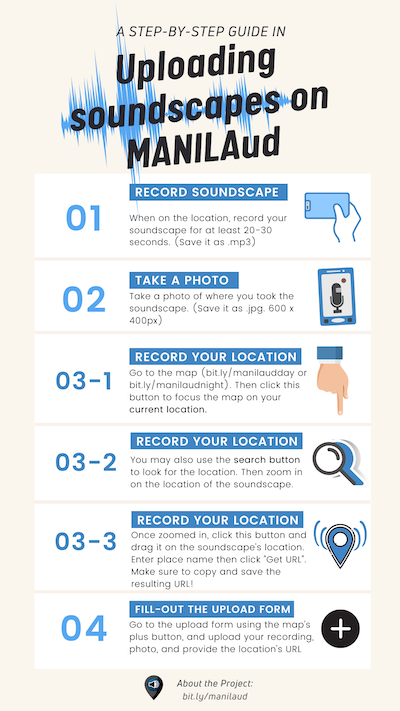 A STEP-BY-STEP GUIDE IN
Uploading
soundscapes on
MANILAud
01
RECORD SOUNDSCAPE
When on the location, record your
soundscape for at least 20-30
seconds. (Save it as .mp3)
02
TAKE A PHOTO
Take a photo of where you took the
soundscape. (Save it as .jpg. 600 x
400px)
03-1
RECORD YOUR LOCATION
Go to the map (bit.ly/manilaudday or
bit.ly/manilaudnight). Then click this
button to focus the map on your
current location.
03-2
RECORD YOUR LOCATION
You may also use the search button
to look for the location. Then zoom in
on the location of the soundscape.
03-3
RECORD YOUR LOCATION
Once zoomed in, click this button and
drag it on the soundscape's location.
Enter place name then click "Get URL".
Make sure to copy and save the
resulting URL!
04
FILL-OUT THE UPLOAD FORM
Go to the upload form using the map's
plus button, and upload your recording,
photo, and provide the location's URL
About the Project:
bit.ly/manilaud